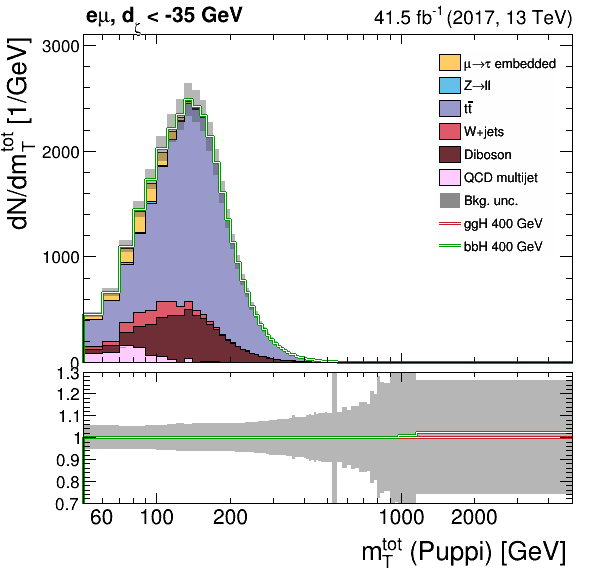 eμ, d_ζ < -35 GeV
41.5 fb⁻¹ (2017, 13 TeV)
dN/dm_T^tot [1/GeV]
3000
2000
1000
0
μ→τ embedded
Z→ll
tt̅
W+jets
Diboson
QCD multijet
Bkg. unc.
ggH 400 GeV
bbH 400 GeV
1.3
1.2
1.1
1
0.9
0.8
0.7
60 100 200 1000 2000
m_T^tot (Puppi) [GeV]